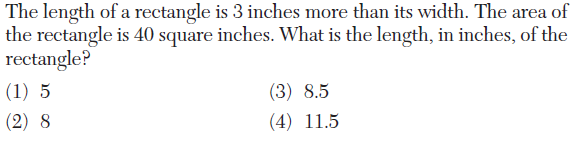 The length of a rectangle is 3 inches more than its width. The area of
the rectangle is 40 square inches. What is the length, in inches, of the
rectangle?
(1) 5 (3) 8.5
(2) 8 (4) 11.5